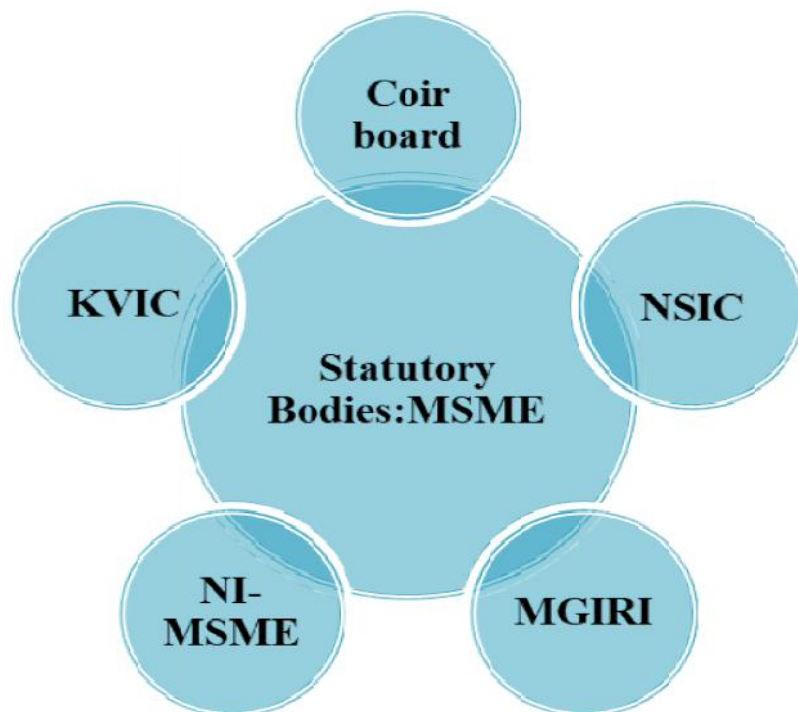 Coir
board
KVIC
NSIC
Statutory
Bodies:MSME
NI-
MSME
MGIRI